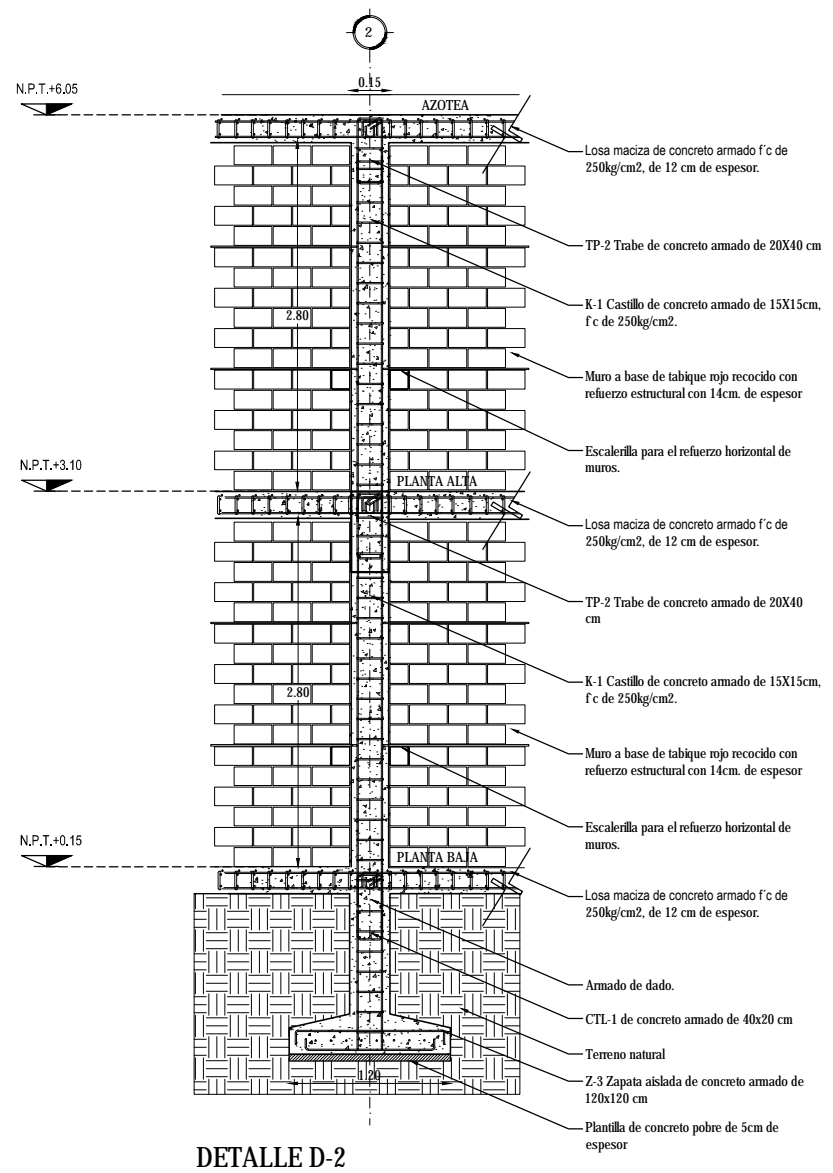 2
0.15
N.P.T.+6.05
AZOTEA
Losa maciza de concreto armado f´c de
250kg/cm2, de 12 cm de espesor.
TP-2 Trabe de concreto armado de 20X40 cm
K-1 Castillo de concreto armado de 15X15cm,
f´c de 250kg/cm2.
2.80
Muro a base de tabique rojo recocido con
refuerzo estructural con 14cm. de espesor
Escalerilla para el refuerzo horizontal de
muros.
N.P.T.+3.10
PLANTA ALTA
Losa maciza de concreto armado f´c de
250kg/cm2, de 12 cm de espesor.
TP-2 Trabe de concreto armado de 20X40
cm
K-1 Castillo de concreto armado de 15X15cm,
f´c de 250kg/cm2.
2.80
Muro a base de tabique rojo recocido con
refuerzo estructural con 14cm. de espesor
Escalerilla para el refuerzo horizontal de
muros.
N.P.T.+0.15
PLANTA BAJA
Losa maciza de concreto armado f´c de
250kg/cm2, de 12 cm de espesor.
Armado de dado.
CTL-1 de concreto armado de 40x20 cm
Terreno natural
Z-3 Zapata aislada de concreto armado de
120x120 cm
1.20
Plantilla de concreto pobre de 5cm de
espesor
DETALLE D-2